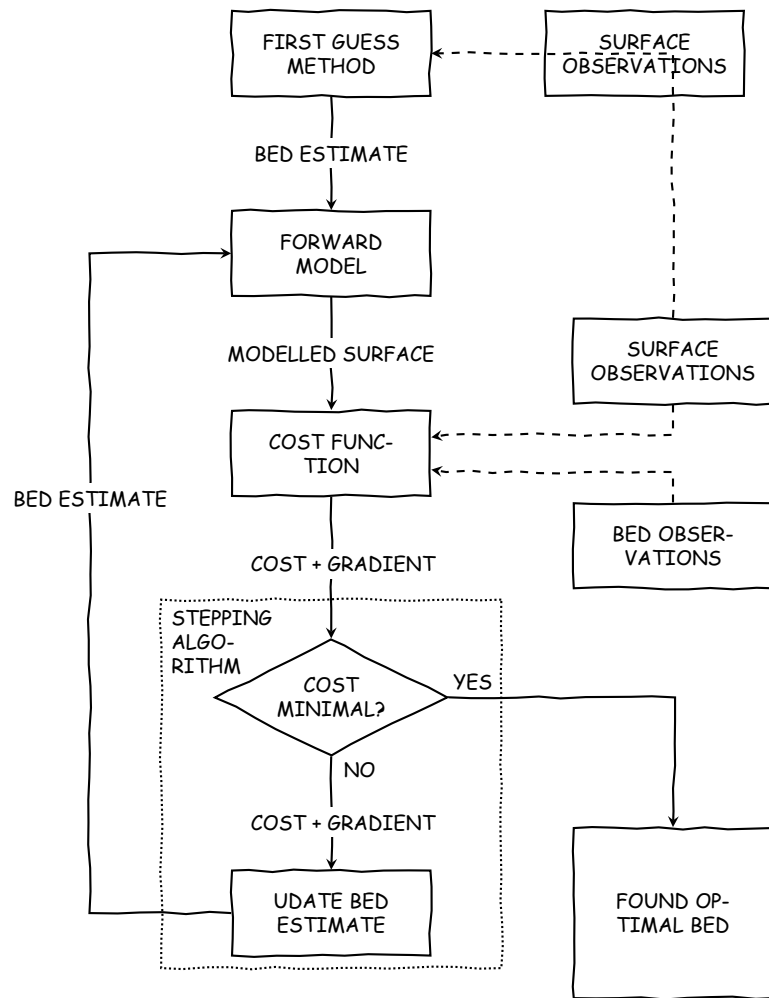 FIRST GUESS
METHOD
SURFACE
OBSERVATIONS
BED ESTIMATE
FORWARD
MODEL
MODELLED SURFACE
SURFACE
OBSERVATIONS
COST FUNC-
TION
BED ESTIMATE
BED OBSER-
VATIONS
COST + GRADIENT
STEPPING
ALGO-
RITHM
COST
MINIMAL?
YES
NO
COST + GRADIENT
UDATE BED
ESTIMATE
FOUND OP-
TIMAL BED